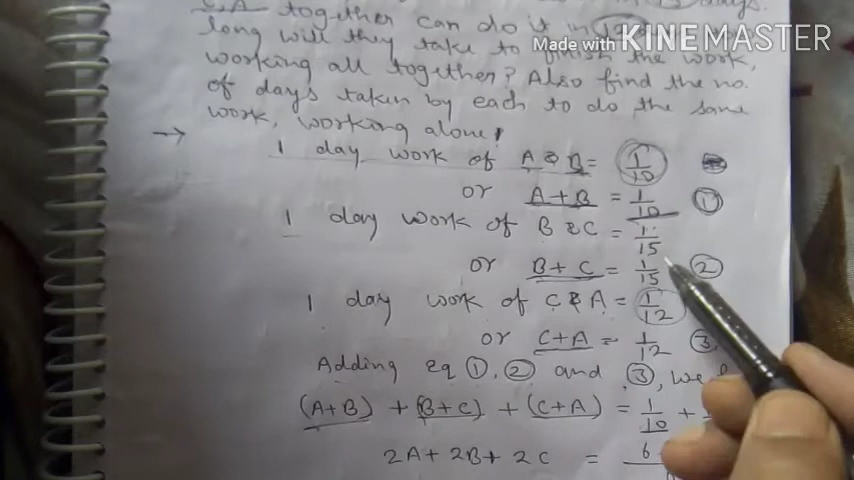 C,A together can do it in days.
Made with KINEMASTER
long will they take to finish the work,
working all together? Also find the no.
of days taken by each to do the same
work, working alone!
→ 1 day work of A & B = 1/10
or A+B = 1/10 ①
1 day work of B & C = 1/15
or B+C = 1/15 ②
1 day work of C & A = 1/12
or C+A = 1/12 ③
Adding eq ①, ② and ③, we
(A+B) + (B+C) + (C+A) = 1/10 +
2A+ 2B+ 2C = 6